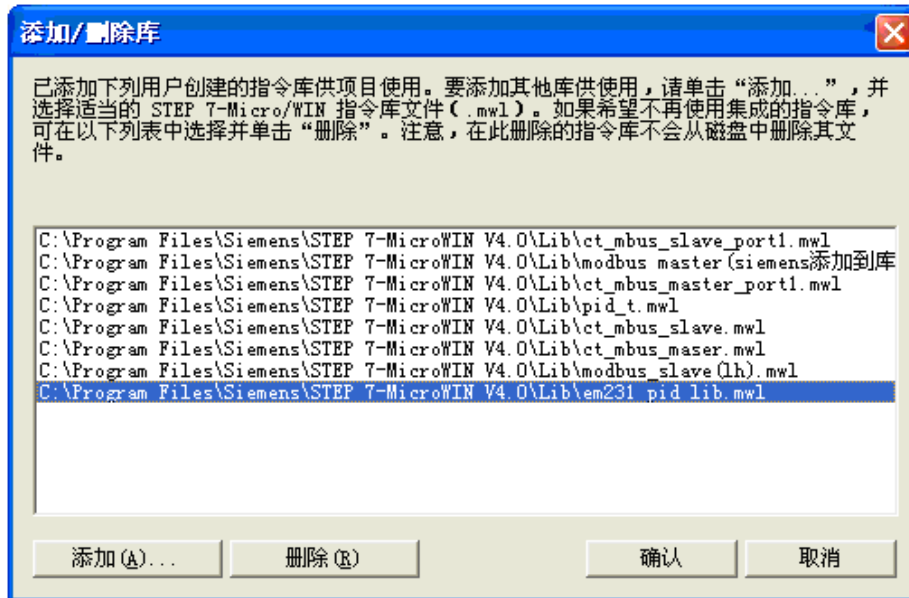 添加/删除库
已添加下列用户创建的指令库供项目使用。要添加其他库供使用，请单击“添加...”，并
选择适当的 STEP 7-Micro/WIN 指令库文件(.mwl)。如果希望不再使用集成的指令库，
可在以下列表中选择并单击“删除”。注意，在此删除的指令库不会从磁盘中删除其文
件。
C:\Program Files\Siemens\STEP 7-MicroWIN V4.0\Lib\ct_mbus_slave_port1.mwl
C:\Program Files\Siemens\STEP 7-MicroWIN V4.0\Lib\modbus master(siemens添加到库
C:\Program Files\Siemens\STEP 7-MicroWIN V4.0\Lib\ct_mbus_master_port1.mwl
C:\Program Files\Siemens\STEP 7-MicroWIN V4.0\Lib\pid_t.mwl
C:\Program Files\Siemens\STEP 7-MicroWIN V4.0\Lib\ct_mbus_slave.mwl
C:\Program Files\Siemens\STEP 7-MicroWIN V4.0\Lib\ct_mbus_maser.mwl
C:\Program Files\Siemens\STEP 7-MicroWIN V4.0\Lib\modbus_slave(lh).mwl
C:\Program Files\Siemens\STEP 7-MicroWIN V4.0\Lib\em231 pid lib.mwl
添加(A)... 删除(R) 确认 取消